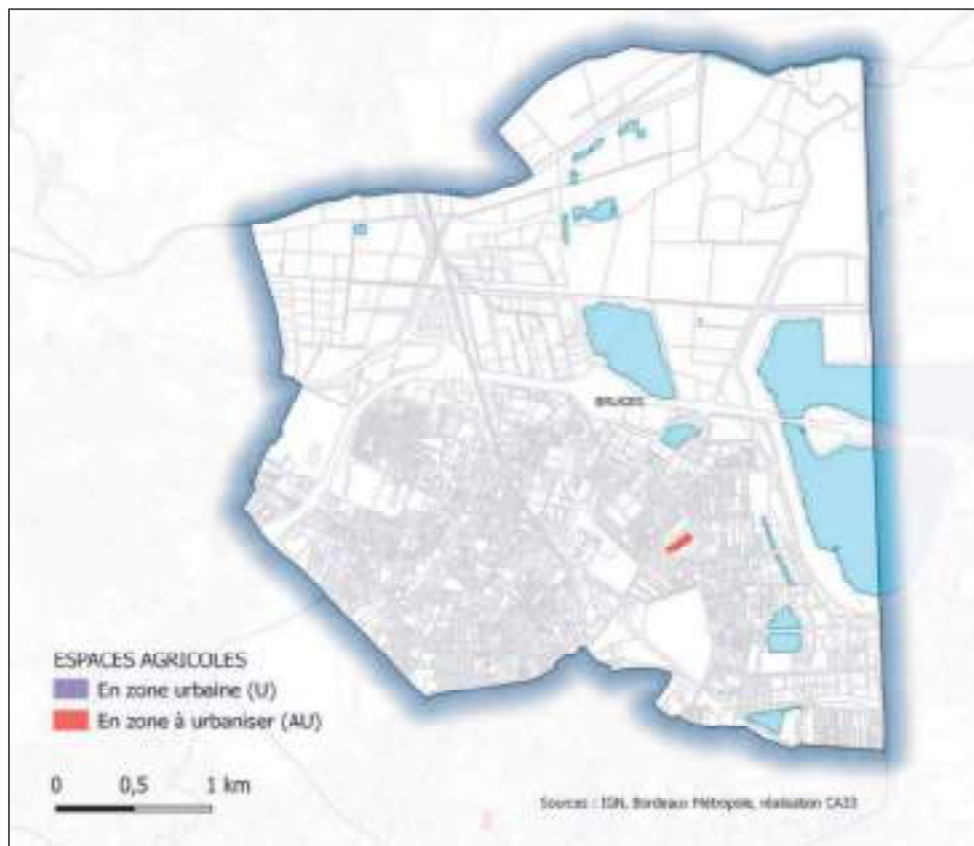 BRUGES
ESPACES AGRICOLES
En zone urbaine (U)
En zone à urbaniser (AU)
0 0,5 1 km
Sources : IGN, Bordeaux Métropole, réalisation CA33